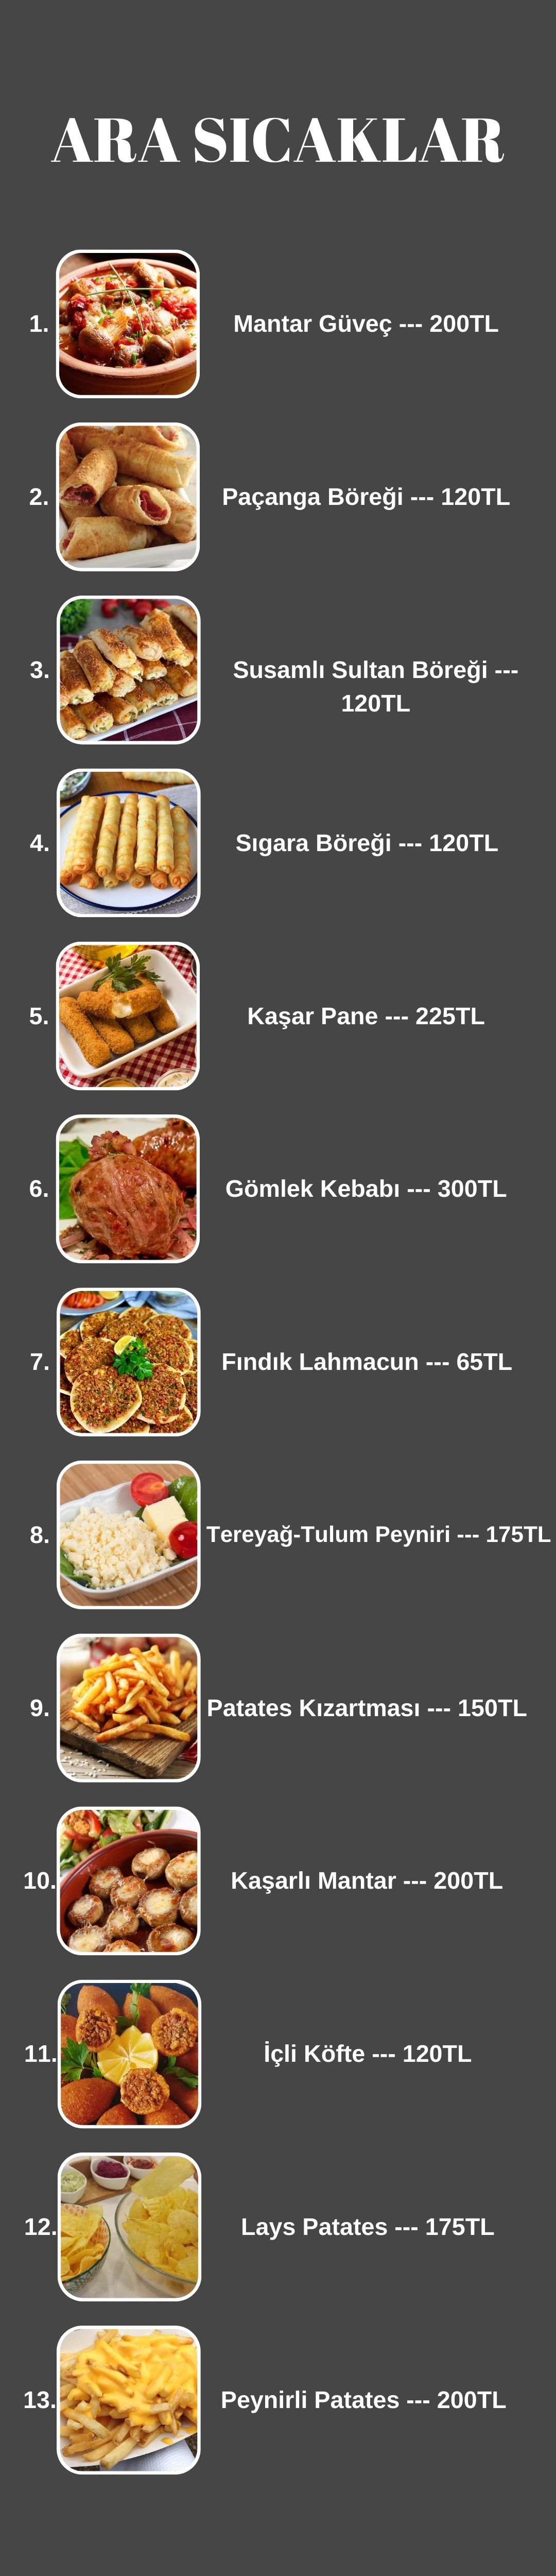 ARA SICAKLAR
1. Mantar Güveç --- 200TL
2. Paçanga Böreği --- 120TL
3. Susamlı Sultan Böreği ---
120TL
4. Sıgara Böreği --- 120TL
5. Kaşar Pane --- 225TL
6. Gömlek Kebabı --- 300TL
7. Fındık Lahmacun --- 65TL
8. Tereyağ-Tulum Peyniri --- 175TL
9. Patates Kızartması --- 150TL
10. Kaşarlı Mantar --- 200TL
11. İçli Köfte --- 120TL
12. Lays Patates --- 175TL
13. Peynirli Patates --- 200TL